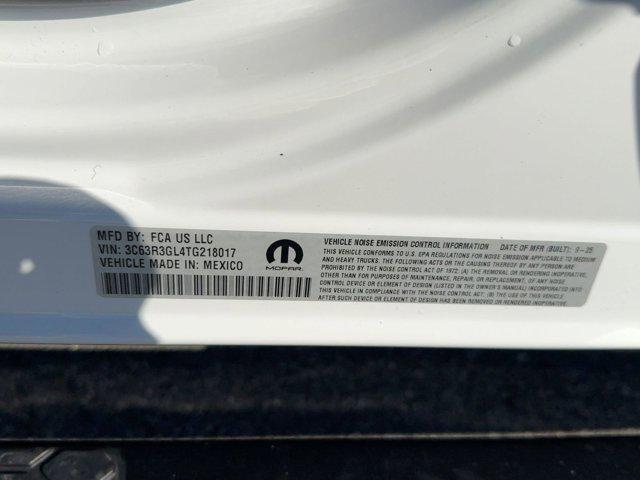 MFD BY: FCA US LLC
VIN: 3C63R3GL4TG218017
VEHICLE MADE IN: MEXICO
MOPAR.
VEHICLE NOISE EMISSION CONTROL INFORMATION DATE OF MFR (BUILT): 9-25
THIS VEHICLE CONFORMS TO U.S. EPA REGULATIONS FOR NOISE EMISSION APPLICABLE TO MEDIUM
AND HEAVY TRUCKS. THE FOLLOWING ACTS OR THE CAUSING THEREOF BY ANY PERSON ARE
PROHIBITED BY THE NOISE CONTROL ACT OF 1972: (A) THE REMOVAL OR RENDERING INOPERATIVE,
OTHER THAN FOR PURPOSES OF MAINTENANCE, REPAIR, OR REPLACEMENT, OF ANY NOISE
CONTROL DEVICE OR ELEMENT OF DESIGN (LISTED IN THE OWNER'S MANUAL) INCORPORATED INTO
THIS VEHICLE IN COMPLIANCE WITH THE NOISE CONTROL ACT; (B) THE USE OF THIS VEHICLE
AFTER SUCH DEVICE OR ELEMENT OF DESIGN HAS BEEN REMOVED OR RENDERED INOPERATIVE.